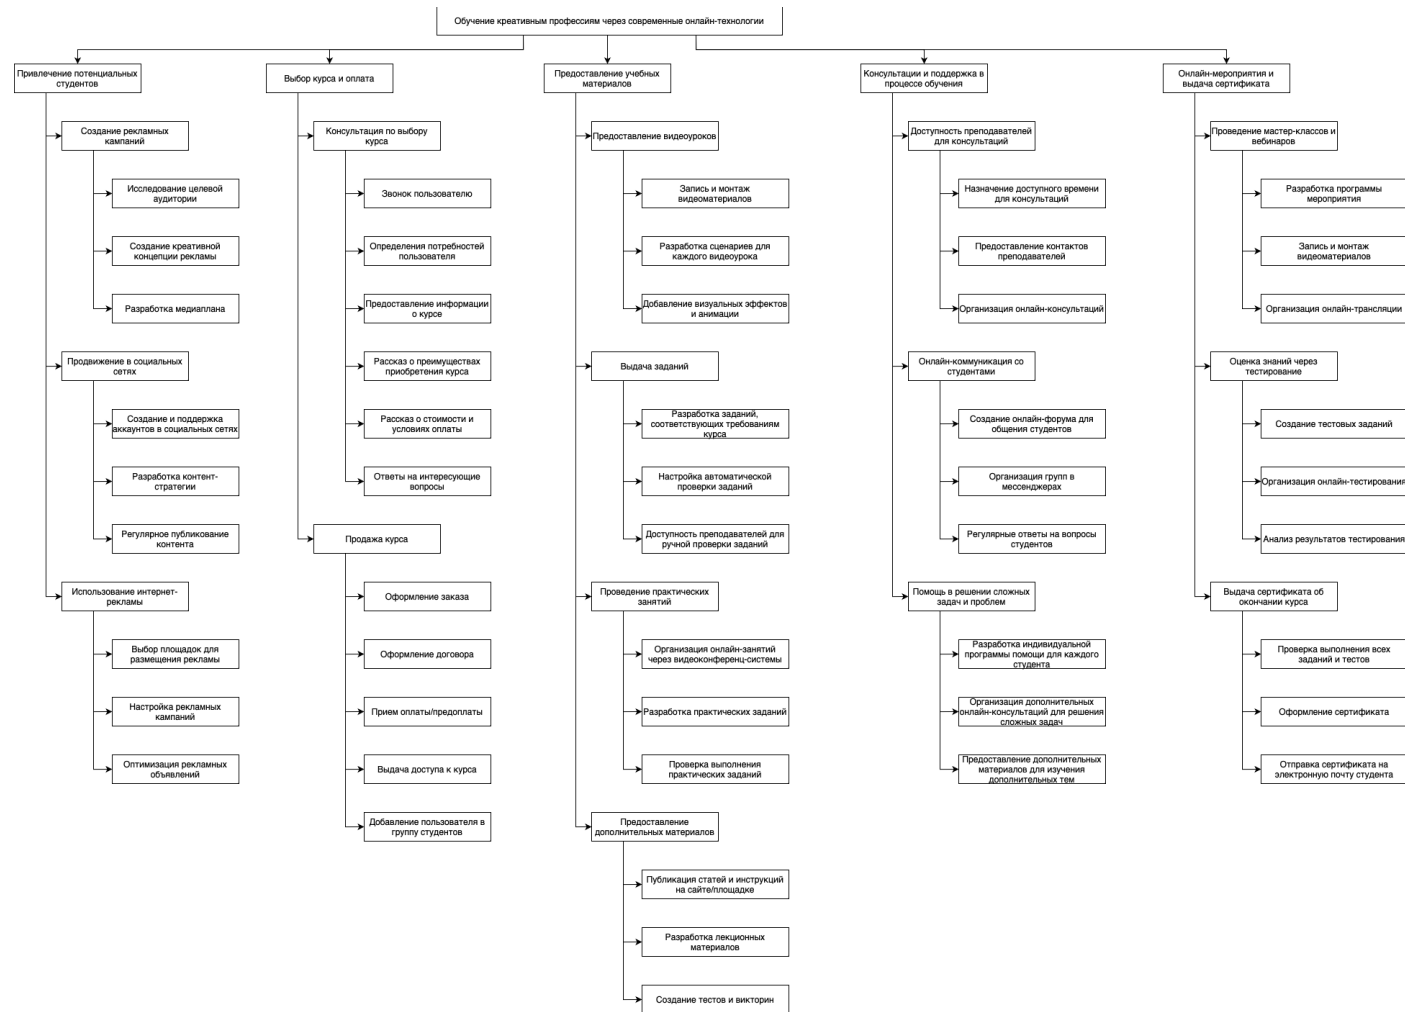 Обучение креативным профессиям через современные онлайн-технологии
Привлечение потенциальных
студентов
Создание рекламных
кампаний
Исследование целевой
аудитории
Создание креативной
концепции рекламы
Разработка медиаплана
Продвижение в социальных
сетях
Создание и поддержка
аккаунтов в социальных сетях
Разработка контент-
стратегии
Регулярное публикование
контента
Использование интернет-
рекламы
Выбор площадок для
размещения рекламы
Настройка рекламных
кампаний
Оптимизация рекламных
объявлений
Выбор курса и оплата
Консультация по выбору
курса
Звонок пользователю
Определения потребностей
пользователя
Предоставление информации
о курсе
Рассказ о преимуществах
приобретения курса
Рассказ о стоимости и
условиях оплаты
Ответы на интересующие
вопросы
Продажа курса
Оформление заказа
Оформление договора
Прием оплаты/предоплаты
Выдача доступа к курса
Добавление пользователя в
группу студентов
Предоставление учебных
материалов
Предоставление видеоуроков
Запись и монтаж
видеоматериалов
Разработка сценариев для
каждого видеоурока
Добавление визуальных эффектов
и анимации
Выдача заданий
Разработка заданий,
соответствующих требованиям
курса
Настройка автоматической
проверки заданий
Доступность преподавателей для
ручной проверки заданий
Проведение практических
занятий
Организация онлайн-занятий
через видеоконференц-системы
Разработка практических заданий
Проверка выполнения
практических заданий
Предоставление
дополнительных материалов
Публикация статей и инструкций
на сайте/площадке
Разработка лекционных
материалов
Создание тестов и викторин
Консультации и поддержка в
процессе обучения
Доступность преподавателей
для консультаций
Назначение доступного времени
для консультаций
Предоставление контактов
преподавателей
Организация онлайн-консультаций
Онлайн-коммуникация со
студентами
Создание онлайн-форума для
общения студентов
Организация групп в
мессенджерах
Регулярные ответы на вопросы
студентов
Помощь в решении сложных
задач и проблем
Разработка индивидуальной
программы помощи для каждого
студента
Организация дополнительных
онлайн-консультаций для решения
сложных задач
Предоставление дополнительных
материалов для изучения
дополнительных тем
Онлайн-мероприятия и
выдача сертификата
Проведение мастер-классов и
вебинаров
Разработка программы
мероприятия
Запись и монтаж
видеоматериалов
Организация онлайн-трансляции
Оценка знаний через
тестирование
Создание тестовых заданий
Организация онлайн-тестирования
Анализ результатов тестирования
Выдача сертификата об
окончании курса
Проверка выполнения всех
заданий и тестов
Оформление сертификата
Отправка сертификата на
электронную почту студента